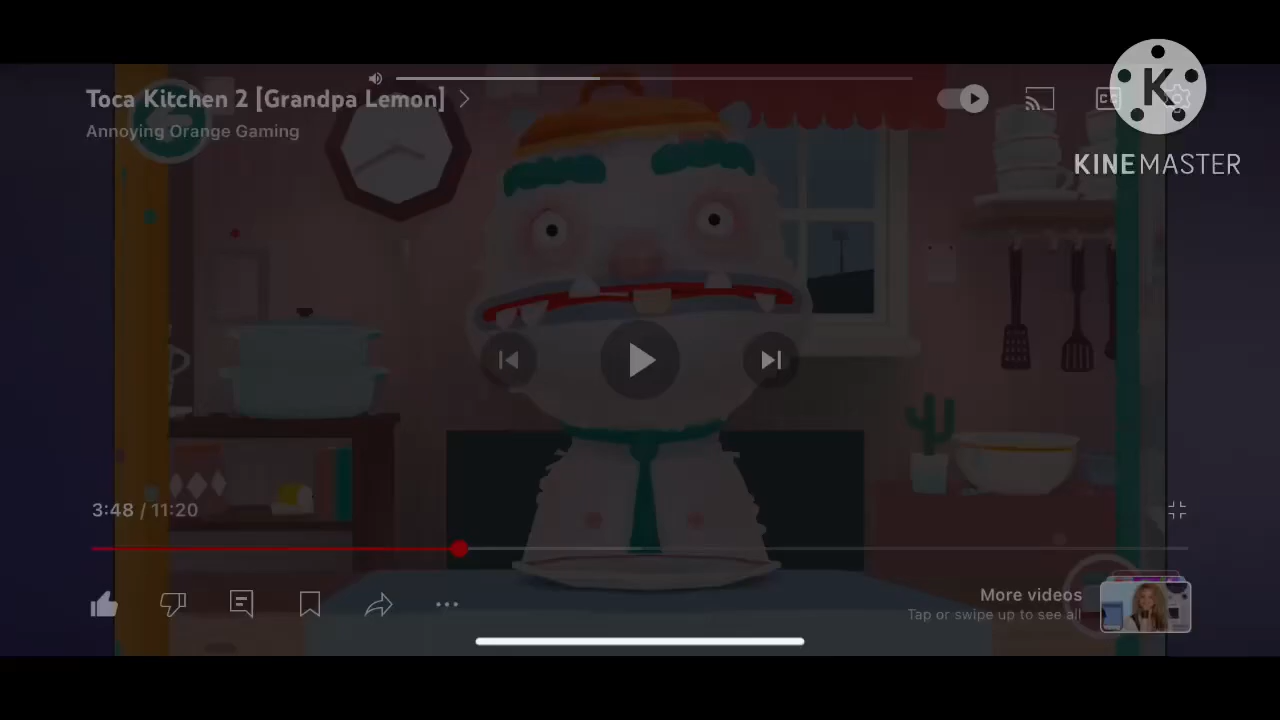 Toca Kitchen 2 [Grandpa Lemon]
Annoying Orange Gaming
CC
K
KINEMASTER
3:48 / 11:20
More videos
Tap or swipe up to see all